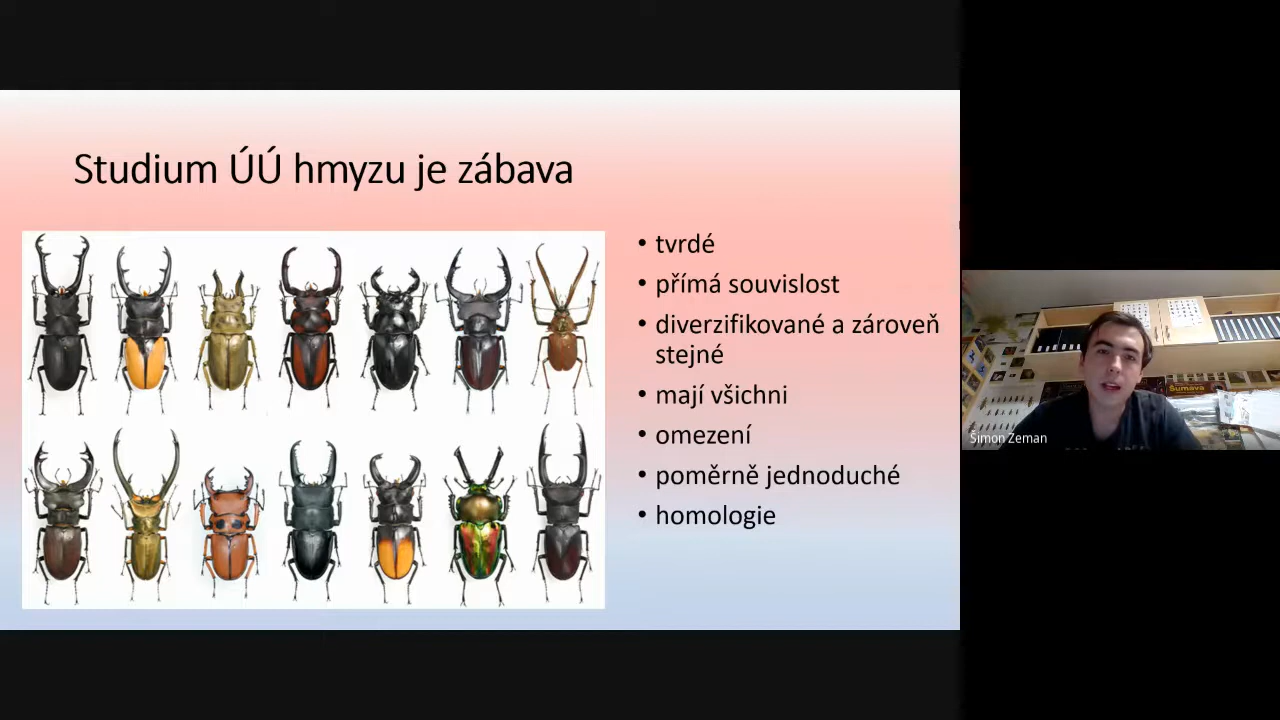 Studium ÚÚ hmyzu je zábava
• tvrdé
• přímá souvislost
• diverzifikované a zároveň
stejné
• mají všichni
• omezení
• poměrně jednoduché
• homologie
Šimon Zeman
Šumava